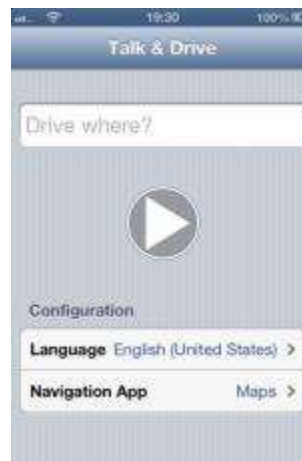 19:30 100%
Talk & Drive
Drive where?
Configuration
Language English (United States)
Navigation App Maps